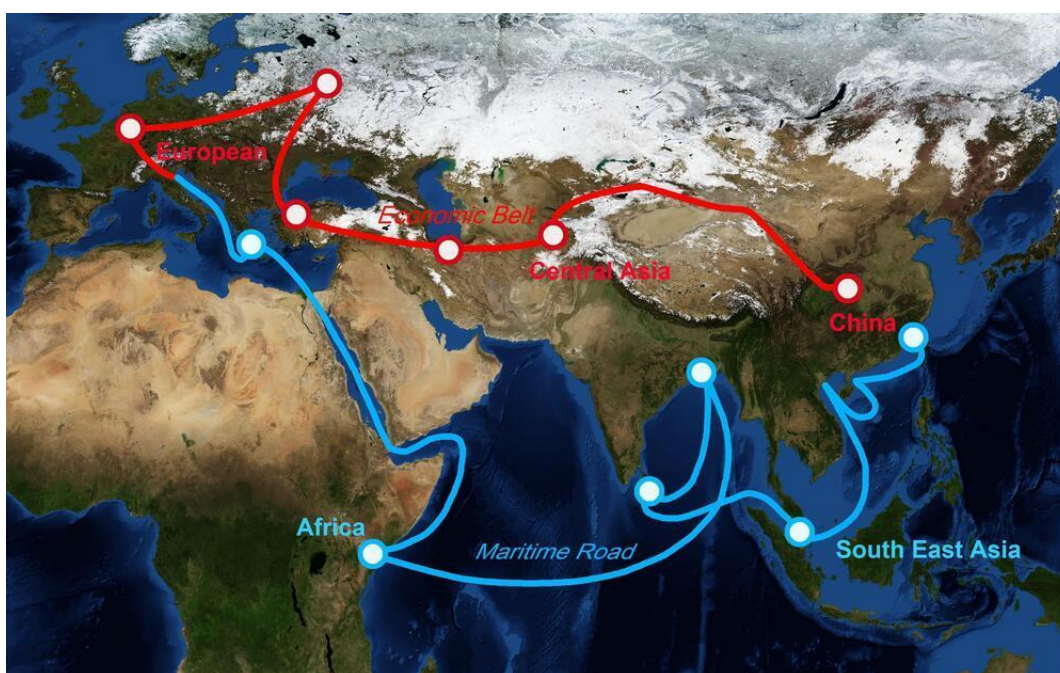 European
Economic Belt
Central Asia
China
Africa
Maritime Road
South East Asia